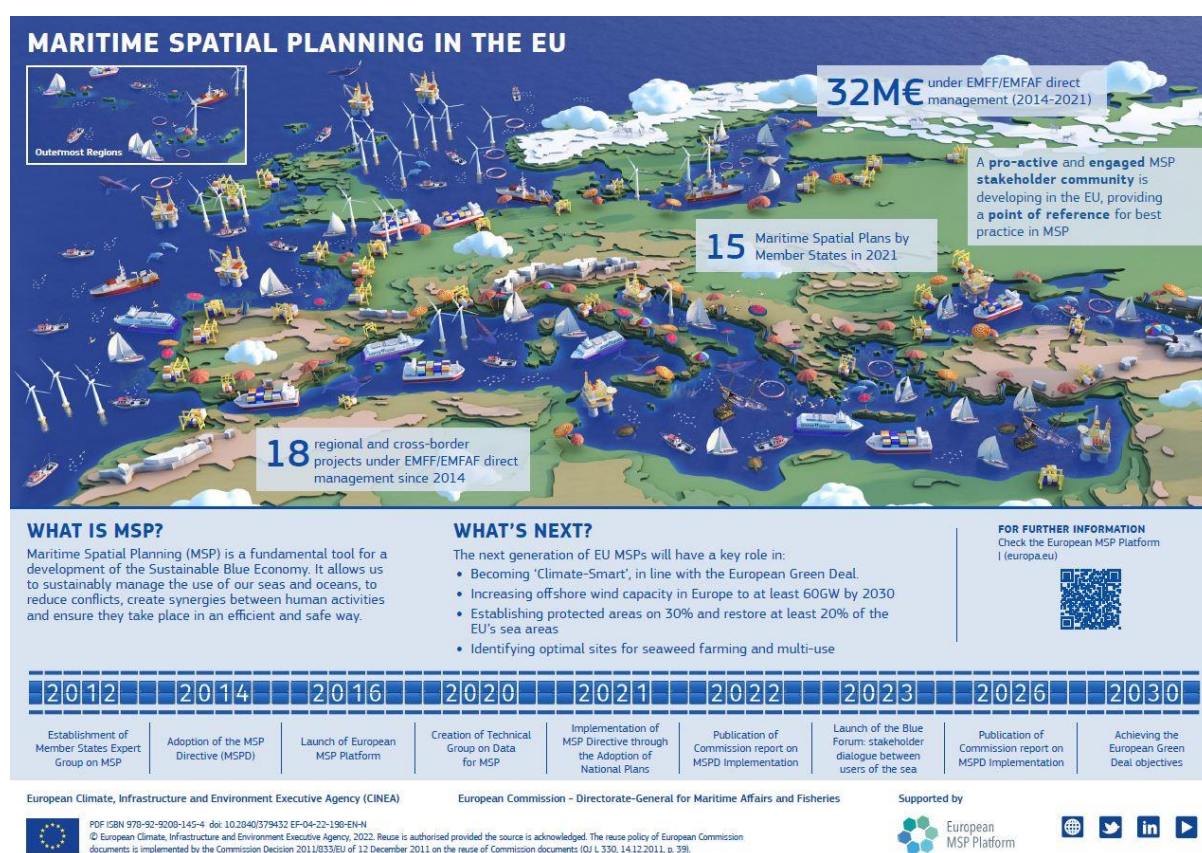 MARITIME SPATIAL PLANNING IN THE EU
Outermost Regions
32M€ under EMFF/EMFAF direct
management (2014-2021)
A pro-active and engaged MSP
stakeholder community is
developing in the EU, providing
a point of reference for best
practice in MSP
15 Maritime Spatial Plans by
Member States in 2021
18 regional and cross-border
projects under EMFF/EMFAF direct
management since 2014
WHAT IS MSP?
Maritime Spatial Planning (MSP) is a fundamental tool for a
development of the Sustainable Blue Economy. It allows us
to sustainably manage the use of our seas and oceans, to
reduce conflicts, create synergies between human activities
and ensure they take place in an efficient and safe way.
WHAT'S NEXT?
The next generation of EU MSPs will have a key role in:
• Becoming 'Climate-Smart', in line with the European Green Deal.
• Increasing offshore wind capacity in Europe to at least 60GW by 2030
• Establishing protected areas on 30% and restore at least 20% of the
EU's sea areas
• Identifying optimal sites for seaweed farming and multi-use
FOR FURTHER INFORMATION
Check the European MSP Platform
| (europa.eu)
2012
Establishment of
Member States Expert
Group on MSP
2014
Adoption of the MSP
Directive (MSPD)
2016
Launch of European
MSP Platform
2020
Creation of Technical
Group on Data
for MSP
2021
Implementation of
MSP Directive through
the Adoption of
National Plans
2022
Publication of
Commission report on
MSPD Implementation
2023
Launch of the Blue
Forum: stakeholder
dialogue between
users of the sea
2026
Publication of
Commission report on
MSPD Implementation
2030
Achieving the
European Green
Deal objectives
European Climate, Infrastructure and Environment Executive Agency (CINEA)
European Commission - Directorate-General for Maritime Affairs and Fisheries
Supported by
PDF ISBN 978-92-9208-145-4 doi: 10.2840/379432 EF-04-22-198-EN-N
© European Climate, Infrastructure and Environment Executive Agency, 2022. Reuse is authorised provided the source is acknowledged. The reuse policy of European Commission
documents is implemented by the Commission Decision 2011/833/EU of 12 December 2011 on the reuse of Commission documents (OJ L 330, 14.12.2011, p. 39).
European
MSP Platform
in